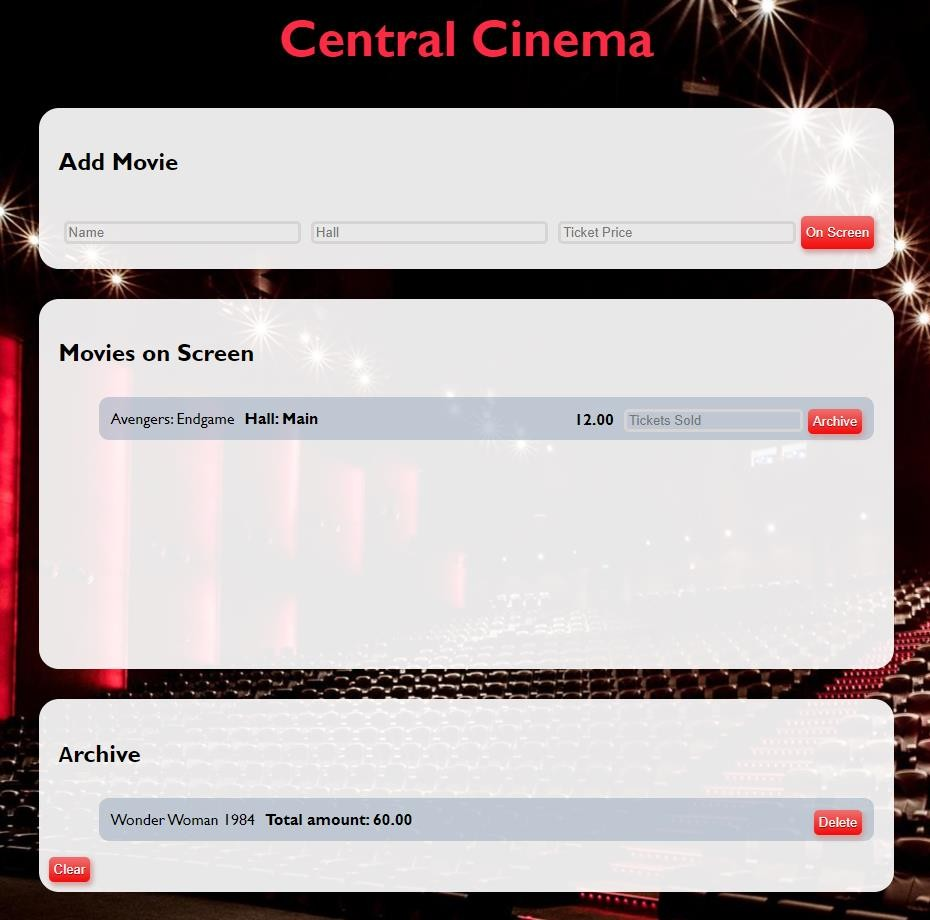 Central Cinema
Add Movie
Name Hall Ticket Price On Screen
Movies on Screen
Avengers: Endgame Hall: Main 12.00 Tickets Sold Archive
Archive
Wonder Woman 1984 Total amount: 60.00 Delete
Clear